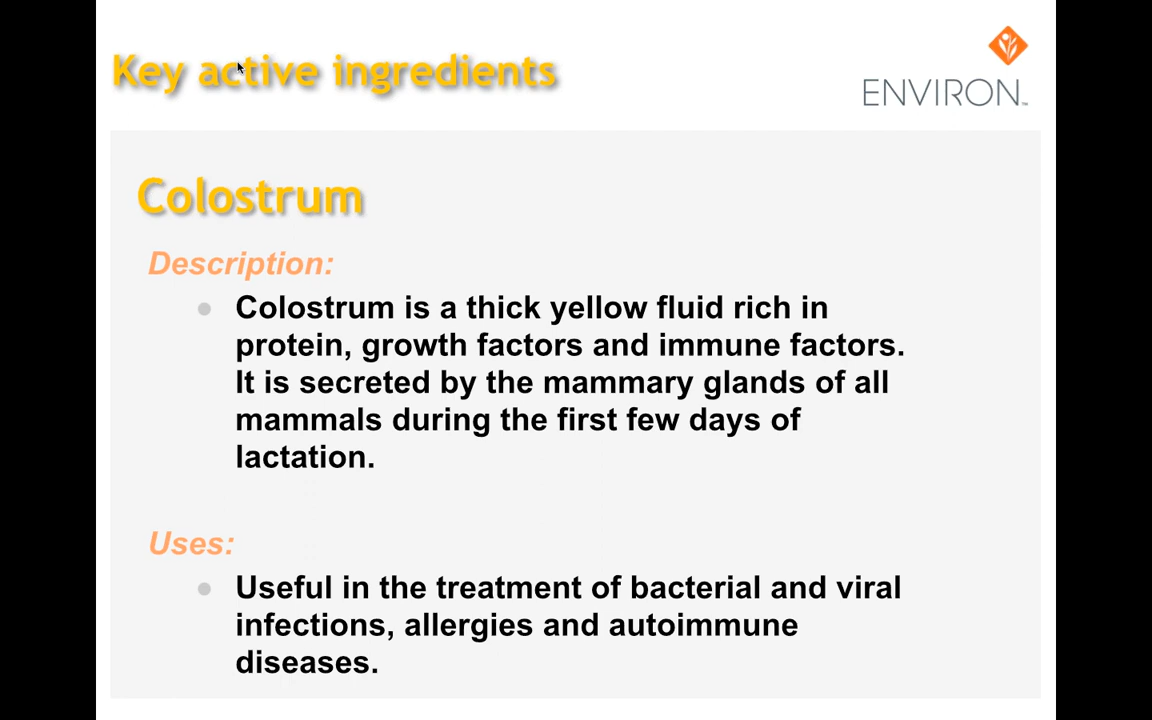 Key active ingredients
ENVIRON™
Colostrum
Description:
● Colostrum is a thick yellow fluid rich in
protein, growth factors and immune factors.
It is secreted by the mammary glands of all
mammals during the first few days of
lactation.
Uses:
● Useful in the treatment of bacterial and viral
infections, allergies and autoimmune
diseases.